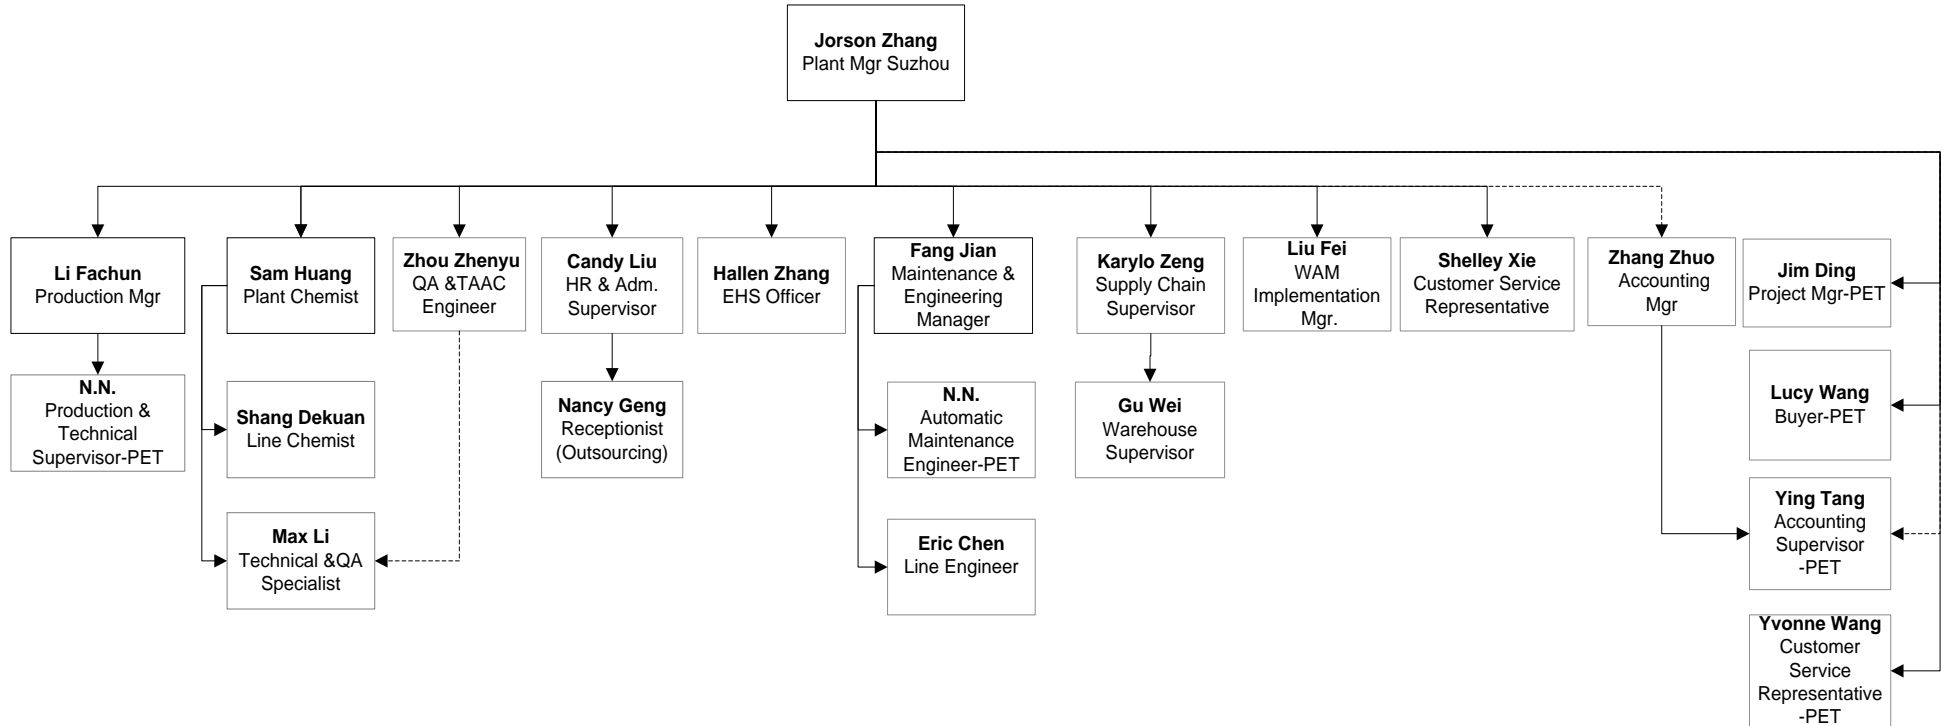 Jorson Zhang
Plant Mgr Suzhou
Li Fachun
Production Mgr
Sam Huang
Plant Chemist
Zhou Zhenyu
QA &TAAC
Engineer
Candy Liu
HR & Adm.
Supervisor
Hallen Zhang
EHS Officer
Fang Jian
Maintenance &
Engineering
Manager
Karylo Zeng
Supply Chain
Supervisor
Liu Fei
WAM
Implementation
Mgr.
Shelley Xie
Customer Service
Representative
Zhang Zhuo
Accounting
Mgr
Jim Ding
Project Mgr-PET
N.N.
Production &
Technical
Supervisor-PET
Shang Dekuan
Line Chemist
Nancy Geng
Receptionist
(Outsourcing)
N.N.
Automatic
Maintenance
Engineer-PET
Gu Wei
Warehouse
Supervisor
Lucy Wang
Buyer-PET
Max Li
Technical &QA
Specialist
Eric Chen
Line Engineer
Ying Tang
Accounting
Supervisor
-PET
Yvonne Wang
Customer
Service
Representative
-PET